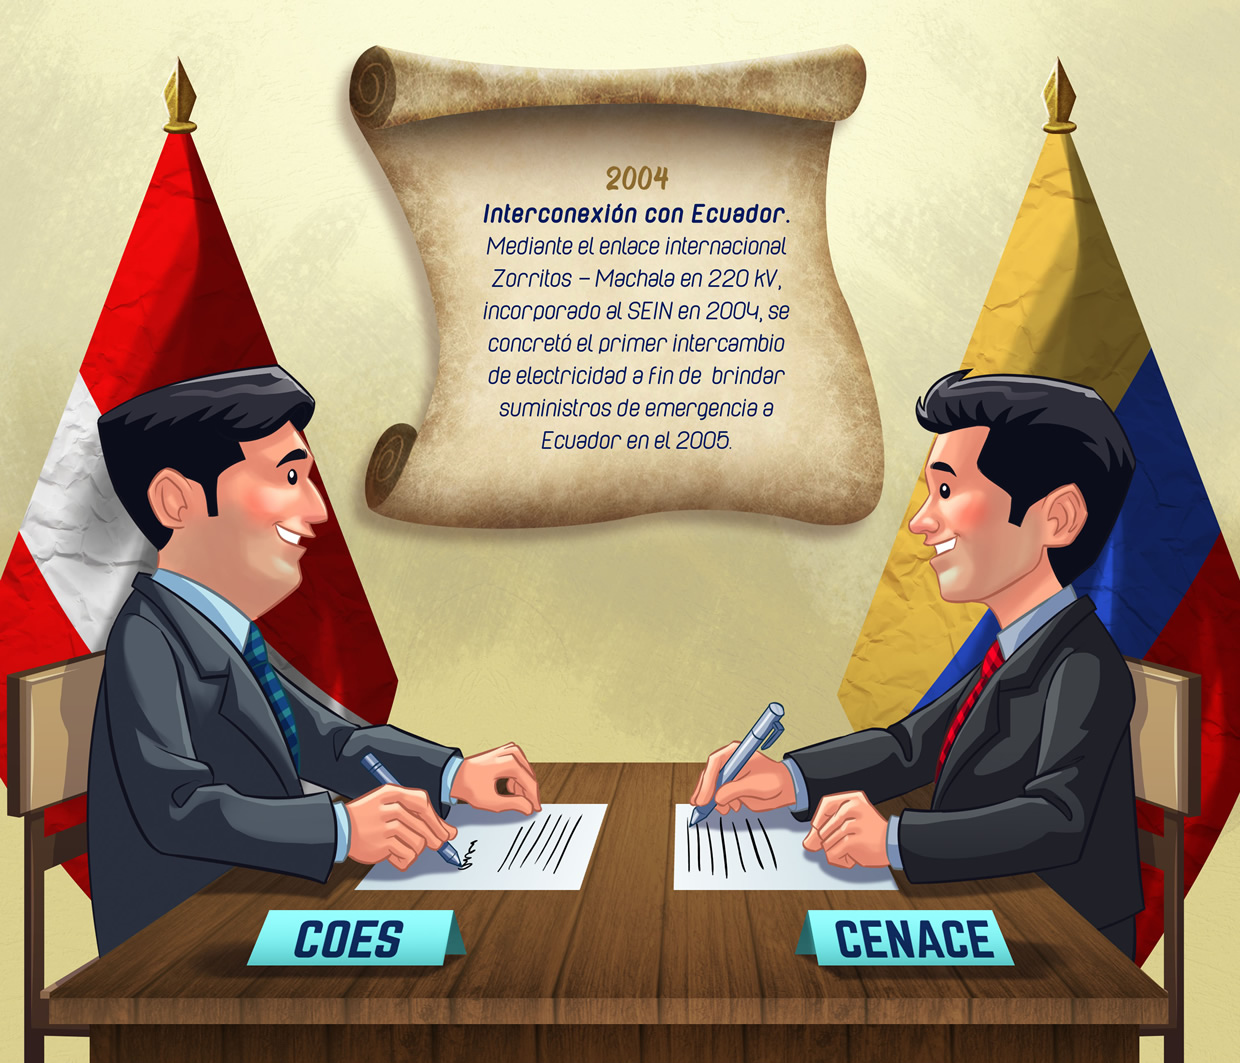 2004
Interconexión con Ecuador.
Mediante el enlace internacional
Zorritos – Machala en 220 kV,
incorporado al SEIN en 2004, se
concretó el primer intercambio
de electricidad a fin de brindar
suministros de emergencia a
Ecuador en el 2005.
COES
CENACE